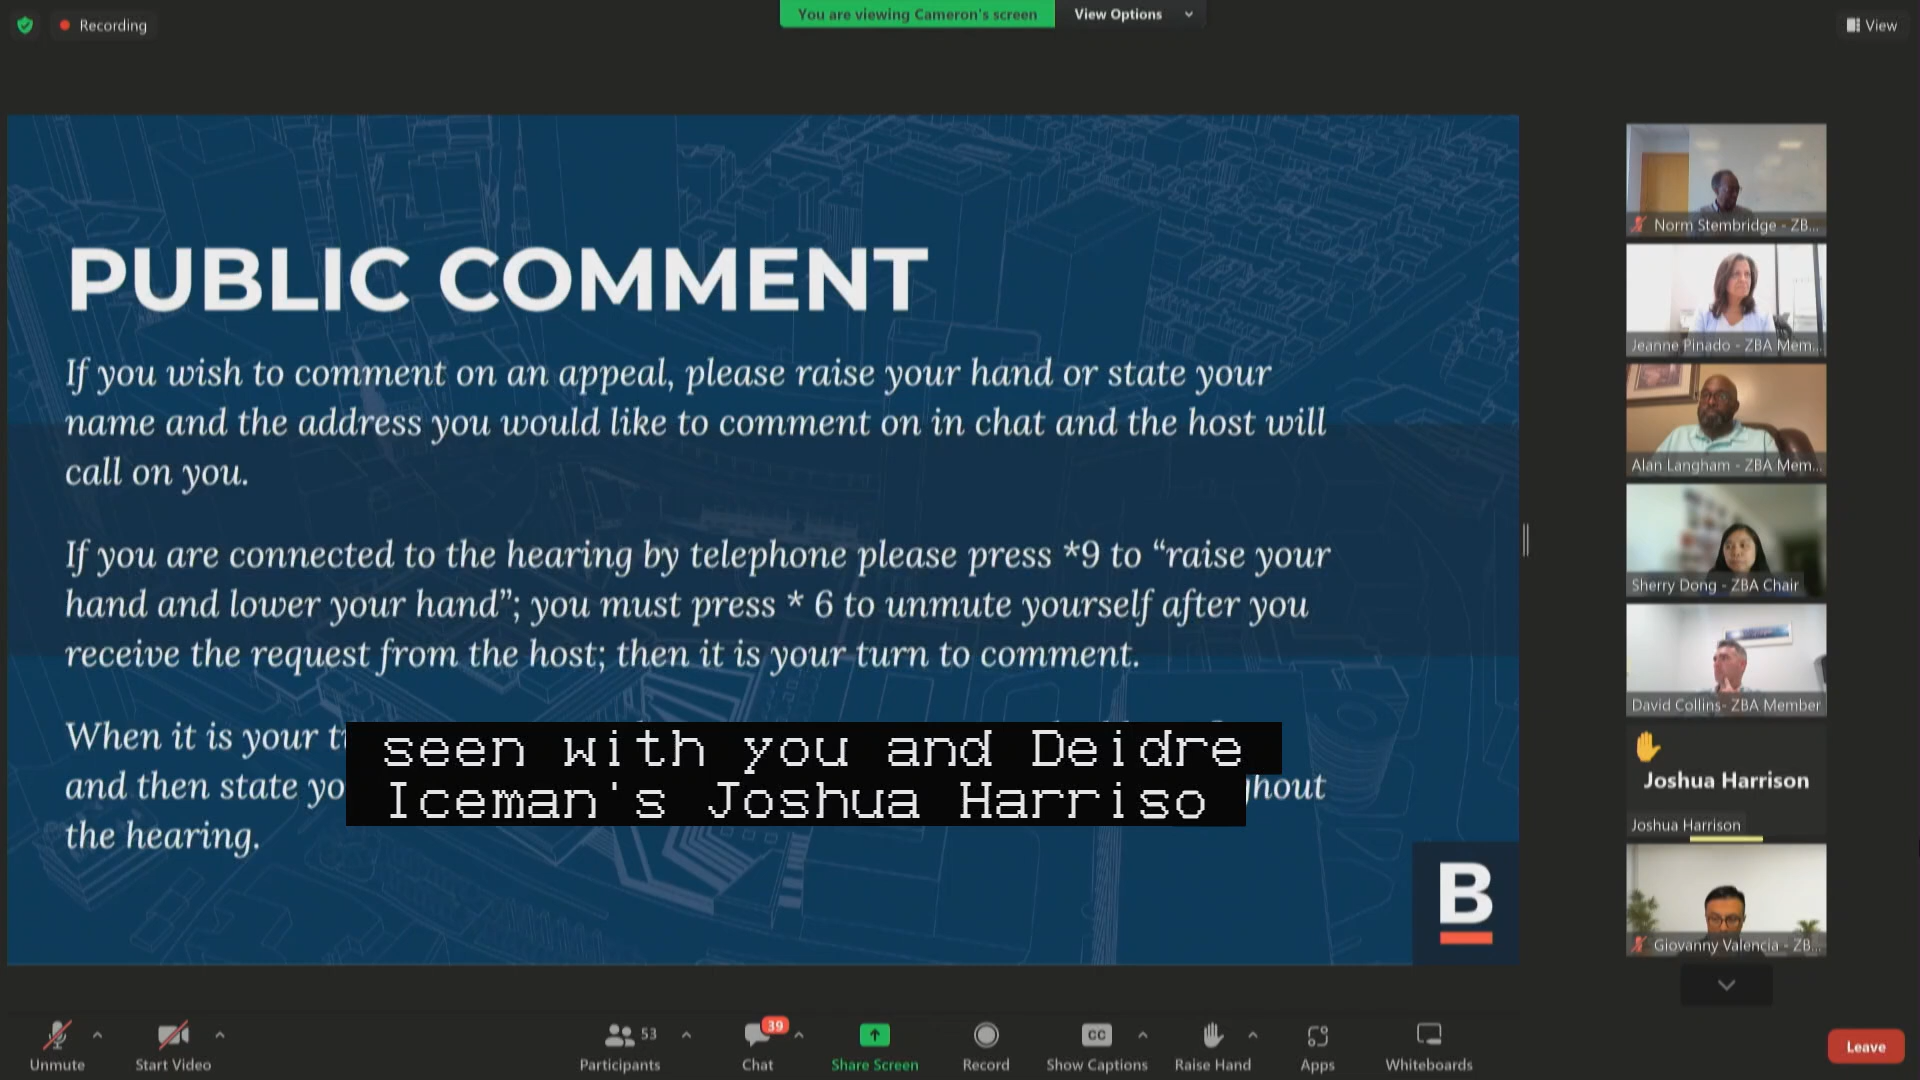 Recording
You are viewing Cameron's screen
View Options
View
PUBLIC COMMENT
If you wish to comment on an appeal, please raise your hand or state your
name and the address you would like to comment on in chat and the host will
call on you.
If you are connected to the hearing by telephone please press *9 to “raise your
hand and lower your hand”; you must press * 6 to unmute yourself after you
receive the request from the host; then it is your turn to comment.
When it is your
and then state
the hearing.
seen with you and Deidre
Iceman's Joshua Harriso
B
Norm Stembridge - ZB...
Jeanne Pinado - ZBA Mem...
Alan Langham - ZBA Mem...
Sherry Dong - ZBA Chair
David Collins- ZBA Member
Joshua Harrison
Joshua Harrison
Giovanny Valencia - ZB...
Unmute
Start Video
53
Participants
39
Chat
Share Screen
Record
CC
Show Captions
Raise Hand
Apps
Whiteboards
Leave